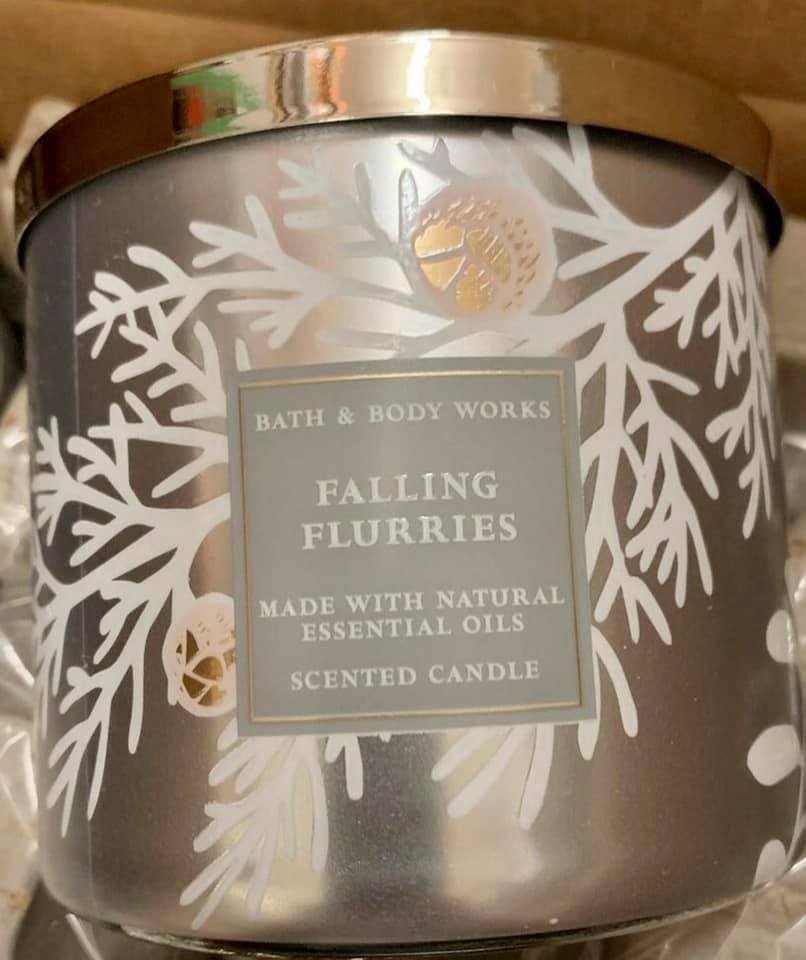 BATH & BODY WORKS
FALLING
FLURRIES
MADE WITH NATURAL
ESSENTIAL OILS
SCENTED CANDLE